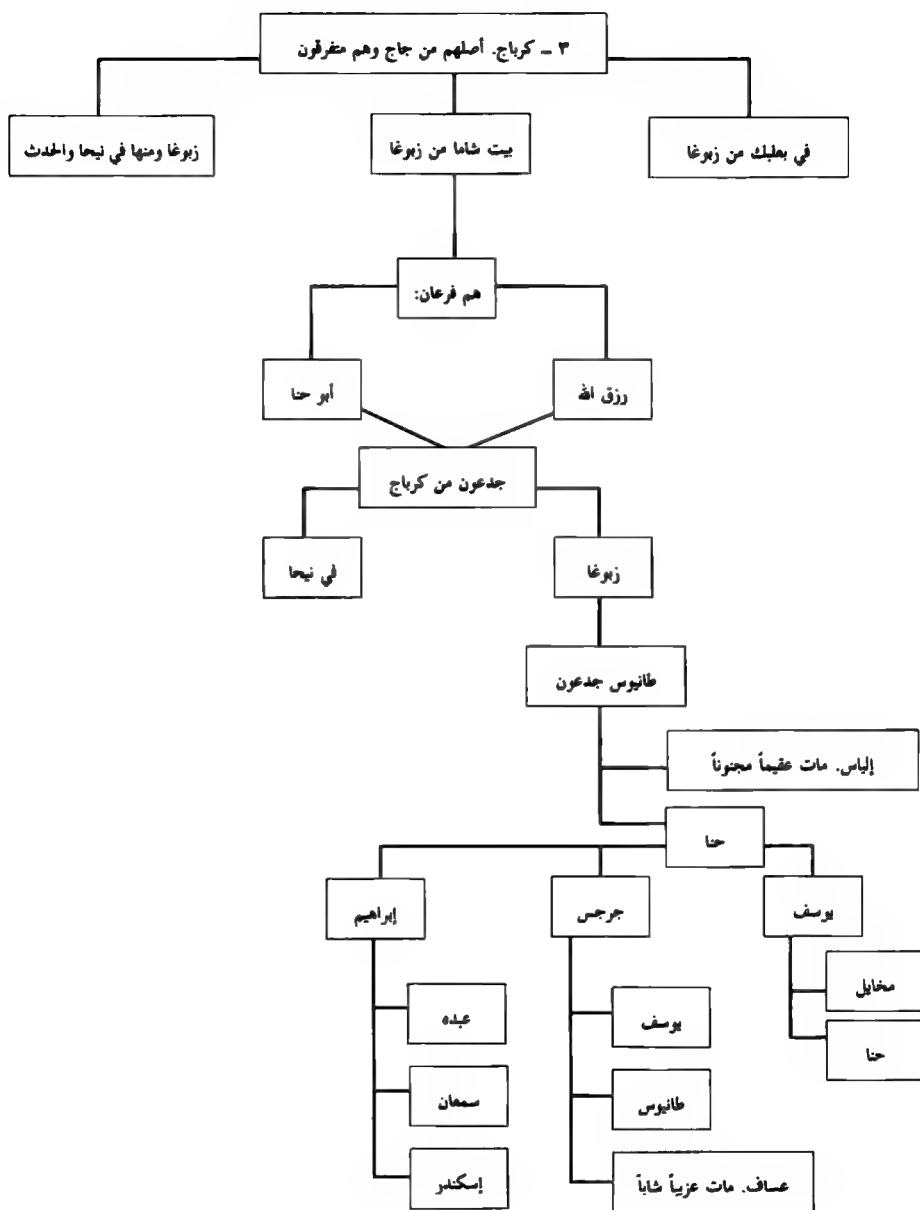 ٣ ـ كرباج. أصلهم من جاج وهم متفرقون
في بعلبك من زبوغا
بيت شاما من زبوغا
زبوغا ومنها في نيحا والحدث
هم فرعان:
رزق الله
أبو حنا
جدعون من كرباج
زبوغا
في نيحا
طانيوس جدعون
إلياس. مات عقيماً مجنوناً
حنا
يوسف
جرجس
إبراهيم
مخايل
حنا
يوسف
طانيوس
عساف. مات عزيباً شاباً
عبده
سمعان
إسكندر